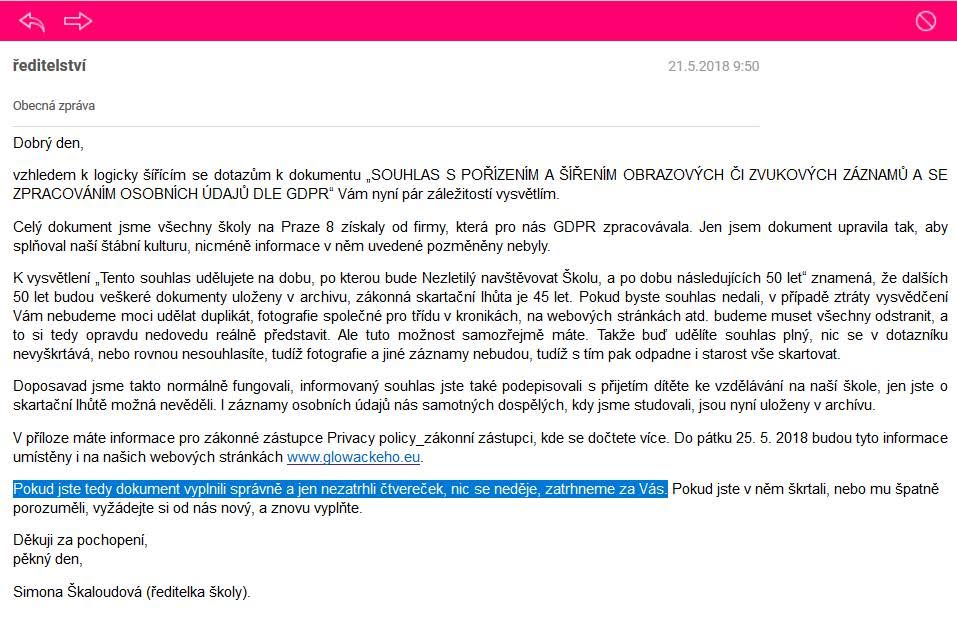 ředitelství
21.5.2018 9:50
Obecná zpráva
Dobrý den,
vzhledem k logicky šířícím se dotazům k dokumentu „SOUHLAS S POŘÍZENÍM A ŠÍŘENÍM OBRAZOVÝCH ČI ZVUKOVÝCH ZÁZNAMŮ A SE
ZPRACOVÁNÍM OSOBNÍCH ÚDAJŮ DLE GDPR“ Vám nyní pár záležitostí vysvětlím.
Celý dokument jsme všechny školy na Praze 8 získaly od firmy, která pro nás GDPR zpracovávala. Jen jsem dokument upravila tak, aby
splňoval naší štábní kulturu, nicméně informace v něm uvedené pozměněny nebyly.
K vysvětlení „Tento souhlas udělujete na dobu, po kterou bude Nezletilý navštěvovat Školu, a po dobu následujících 50 let“ znamená, že dalších
50 let budou veškeré dokumenty uloženy v archivu, zákonná skartační lhůta je 45 let. Pokud byste souhlas nedali, v případě ztráty vysvědčení
Vám nebudeme moci udělat duplikát, fotografie společné pro třídu v kronikách, na webových stránkách atd. budeme muset všechny odstranit, a
to si tedy opravdu nedovedu reálně představit. Ale tuto možnost samozřejmě máte. Takže buď udělíte souhlas plný, nic se v dotazníku
nevyškrtává, nebo rovnou nesouhlasíte, tudíž fotografie a jiné záznamy nebudou, tudíž s tím pak odpadne i starost vše skartovat.
Doposavad jsme takto normálně fungovali, informovaný souhlas jste také podepisovali s přijetím dítěte ke vzdělávání na naší škole, jen jste o
skartační lhůtě možná nevěděli. I záznamy osobních údajů nás samotných dospělých, kdy jsme studovali, jsou nyní uloženy v archívu.
V příloze máte informace pro zákonné zástupce Privacy policy_zákonní zástupci, kde se dočtete více. Do pátku 25. 5. 2018 budou tyto informace
umístěny i na našich webových stránkách www.glowackeho.eu.
Pokud jste tedy dokument vyplnili správně a jen nezatrhli čtvereček, nic se neděje, zatrhneme za Vás. Pokud jste v něm škrtali, nebo mu špatně
porozuměli, vyžádejte si od nás nový, a znovu vyplňte.
Děkuji za pochopení,
pěkný den,
Simona Škaloudová (ředitelka školy).